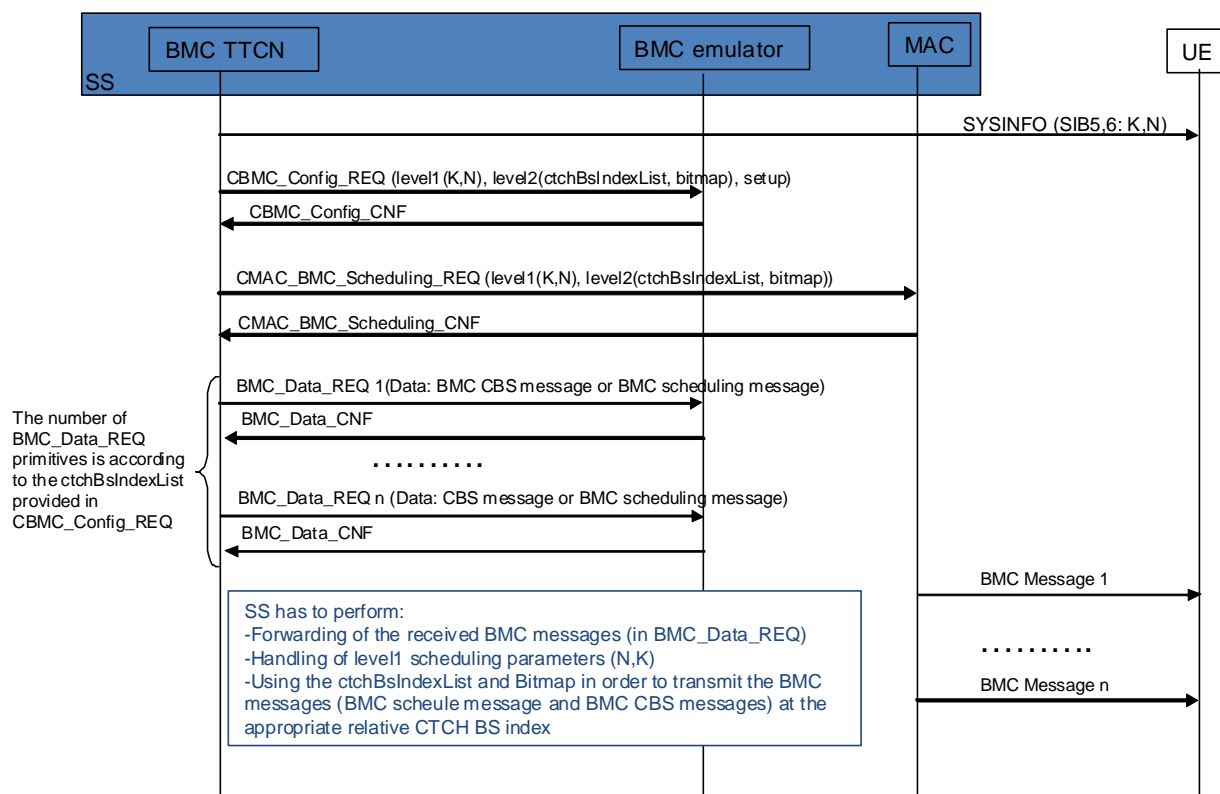 BMC TTCN
BMC emulator
MAC
UE
SS
SYSINFO (SIB5,6: K,N)
CBMC_Config_REQ (level1(K,N), level2(ctchBsIndexList, bitmap), setup)
CBMC_Config_CNF
CMAC_BMC_Scheduling_REQ (level1(K,N), level2(ctchBsIndexList, bitmap))
CMAC_BMC_Scheduling_CNF
BMC_Data_REQ 1(Data: BMC CBS message or BMC scheduling message)
BMC_Data_CNF
..........
The number of
BMC_Data_REQ
primitives is according
to the ctchBsIndexList
provided in
CBMC_Config_REQ
BMC_Data_REQ n (Data: CBS message or BMC scheduling message)
BMC_Data_CNF
BMC Message 1
..........
BMC Message n
SS has to perform:
-Forwarding of the received BMC messages (in BMC_Data_REQ)
-Handling of level1 scheduling parameters (N,K)
-Using the ctchBsIndexList and Bitmap in order to transmit the BMC
messages (BMC scheule message and BMC CBS messages) at the
appropriate relative CTCH BS index